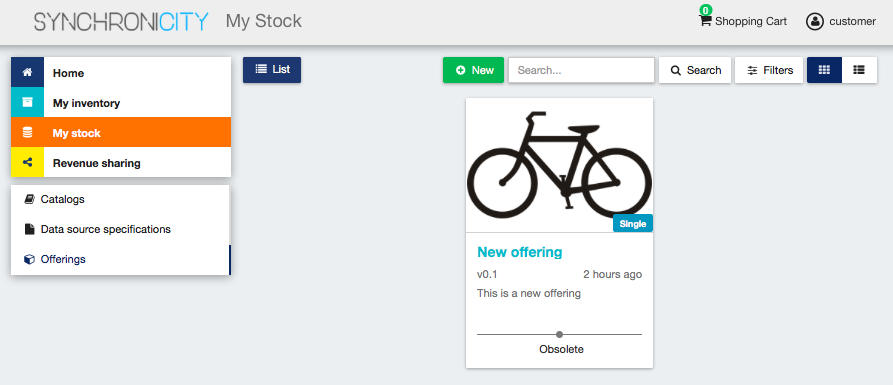 SYNCHRONICITY My Stock
0
Shopping Cart
customer
Home
My inventory
My stock
Revenue sharing
Catalogs
Data source specifications
Offerings
List
New
Search...
Search
Filters
Single
New offering
v0.1 2 hours ago
This is a new offering
Obsolete